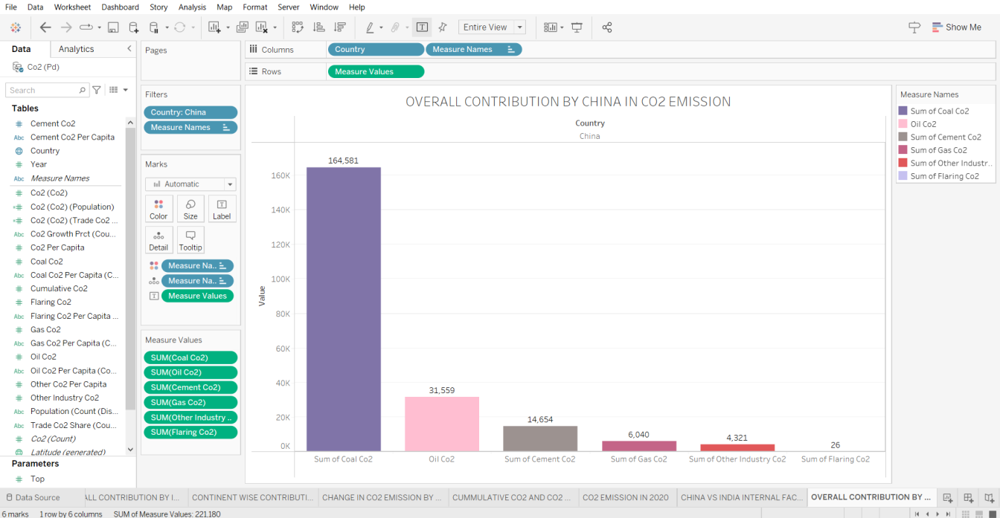 File Data Worksheet Dashboard Story Analysis Map Format Server Window Help
Entire View
Show Me
Data Analytics
Co2 (Pd)
Search
Tables
Cement Co2
Abc Cement Co2 Per Capita
Country
Year
Abc Measure Names
Co2 (Co2)
Co2 (Co2) (Population)
Co2 (Co2) (Trade Co2 ...
Abc Co2 Growth Prct (Cou...
Co2 Per Capita
Coal Co2
Abc Coal Co2 Per Capita (C...
Cumulative Co2
Flaring Co2
Abc Flaring Co2 Per Capita ...
Gas Co2
Abc Gas Co2 Per Capita (C...
Oil Co2
Abc Oil Co2 Per Capita (Co...
Other Co2 Per Capita
Other Industry Co2
Abc Population (Count (Dis...
Abc Trade Co2 Share (Cou...
Co2 (Count)
Latitude (generated)
Parameters
Top
Pages
Filters
Country: China
Measure Names
Marks
Automatic
Color Size Label
Detail Tooltip
Measure Na..
Measure Na..
Measure Values
Measure Values
SUM(Coal Co2)
SUM(Oil Co2)
SUM(Cement Co2)
SUM(Gas Co2)
SUM(Other Industry ..
SUM(Flaring Co2)
Columns Country Measure Names
Rows Measure Values
OVERALL CONTRIBUTION BY CHINA IN CO2 EMISSION
Country
China
Value
160K
140K
120K
100K
80K
60K
40K
20K
0K
164,581
31,559
14,654
6,040
4,321
26
Sum of Coal Co2 Oil Co2 Sum of Cement Co2 Sum of Gas Co2 Sum of Other Industry Co2 Sum of Flaring Co2
Measure Names
Sum of Coal Co2
Oil Co2
Sum of Cement Co2
Sum of Gas Co2
Sum of Other Industr..
Sum of Flaring Co2
Data Source ALL CONTRIBUTION BY I... CONTINENT WISE CONTRIBUTI... CHANGE IN CO2 EMISSION BY ... CUMMULATIVE CO2 AND CO2 ... CO2 EMISSION IN 2020 CHINA VS INDIA INTERNAL FAC... OVERALL CONTRIBUTION BY ...
6 marks 1 row by 6 columns SUM of Measure Values: 221,180